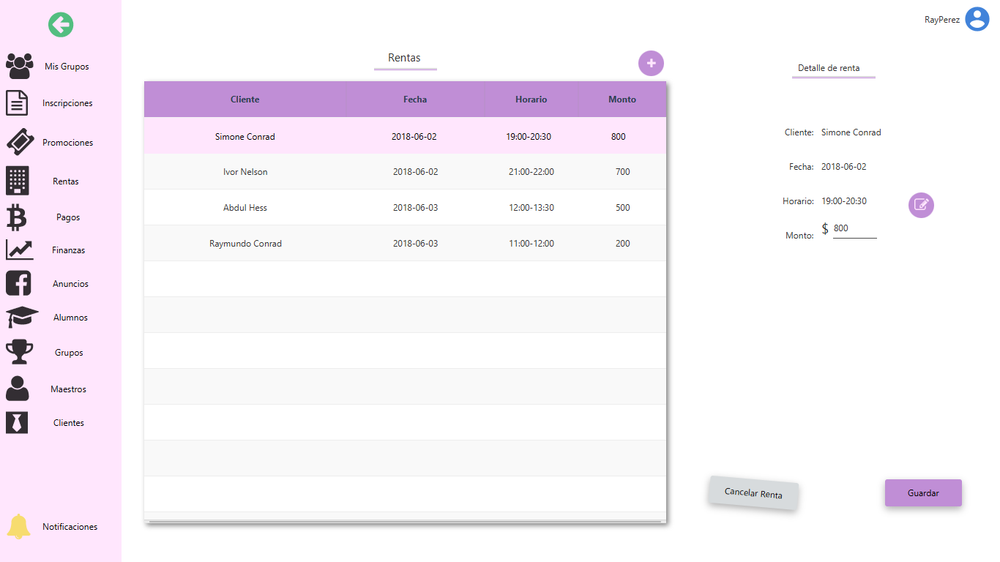 RayPerez
Mis Grupos
Inscripciones
Promociones
Rentas
Pagos
Finanzas
Anuncios
Alumnos
Grupos
Maestros
Clientes
Notificaciones
Rentas
Cliente Fecha Horario Monto
Simone Conrad 2018-06-02 19:00-20:30 800
Ivor Nelson 2018-06-02 21:00-22:00 700
Abdul Hess 2018-06-03 12:00-13:30 500
Raymundo Conrad 2018-06-03 11:00-12:00 200
Detalle de renta
Cliente: Simone Conrad
Fecha: 2018-06-02
Horario: 19:00-20:30
Monto: $ 800
Cancelar Renta
Guardar